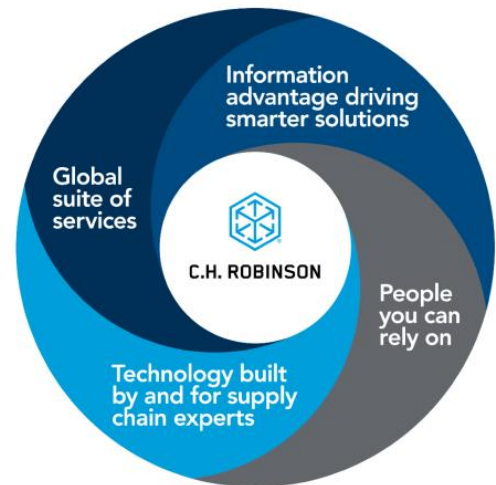 Information
advantage driving
smarter solutions
Global
suite of
services
C.H. ROBINSON
People
you can
rely on
Technology built
by and for supply
chain experts